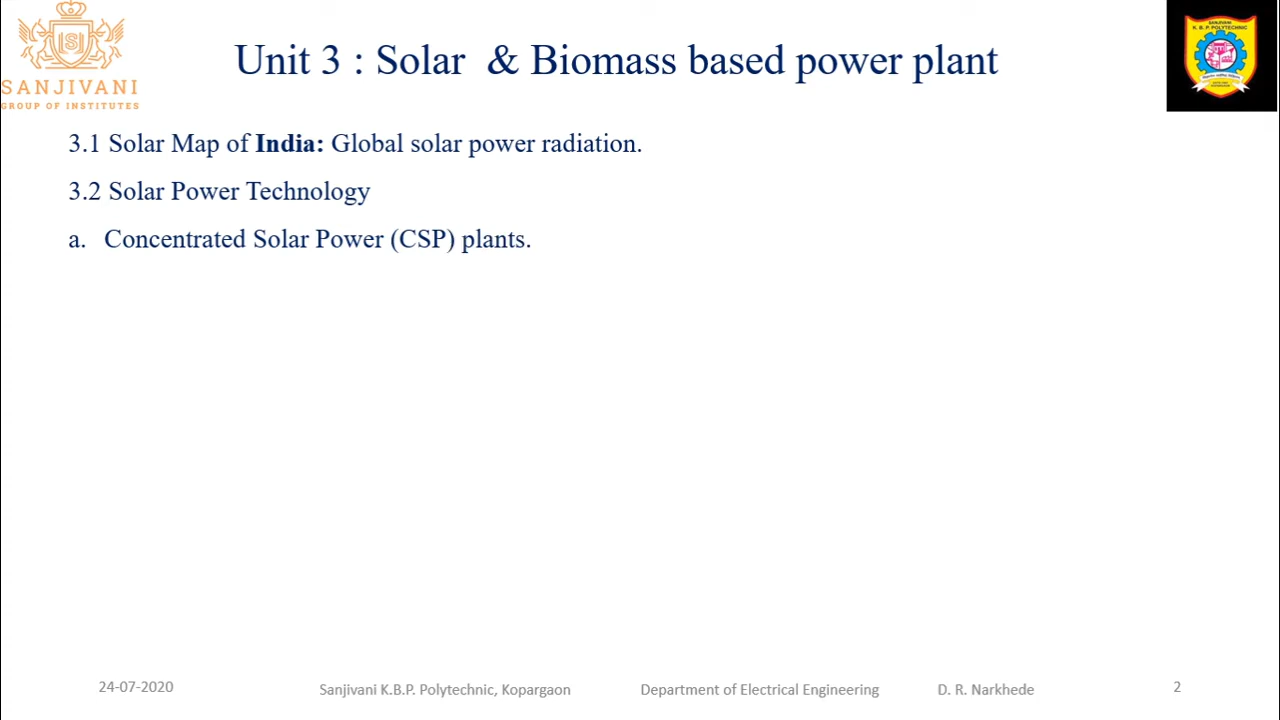 SANJIVANI
GROUP OF INSTITUTES
Unit 3 : Solar & Biomass based power plant
SANJIVANI
K. B. P. POLYTECHNIC
3.1 Solar Map of India: Global solar power radiation.
3.2 Solar Power Technology
a. Concentrated Solar Power (CSP) plants.
24-07-2020 Sanjivani K.B.P. Polytechnic, Kopargaon Department of Electrical Engineering D. R. Narkhede 2